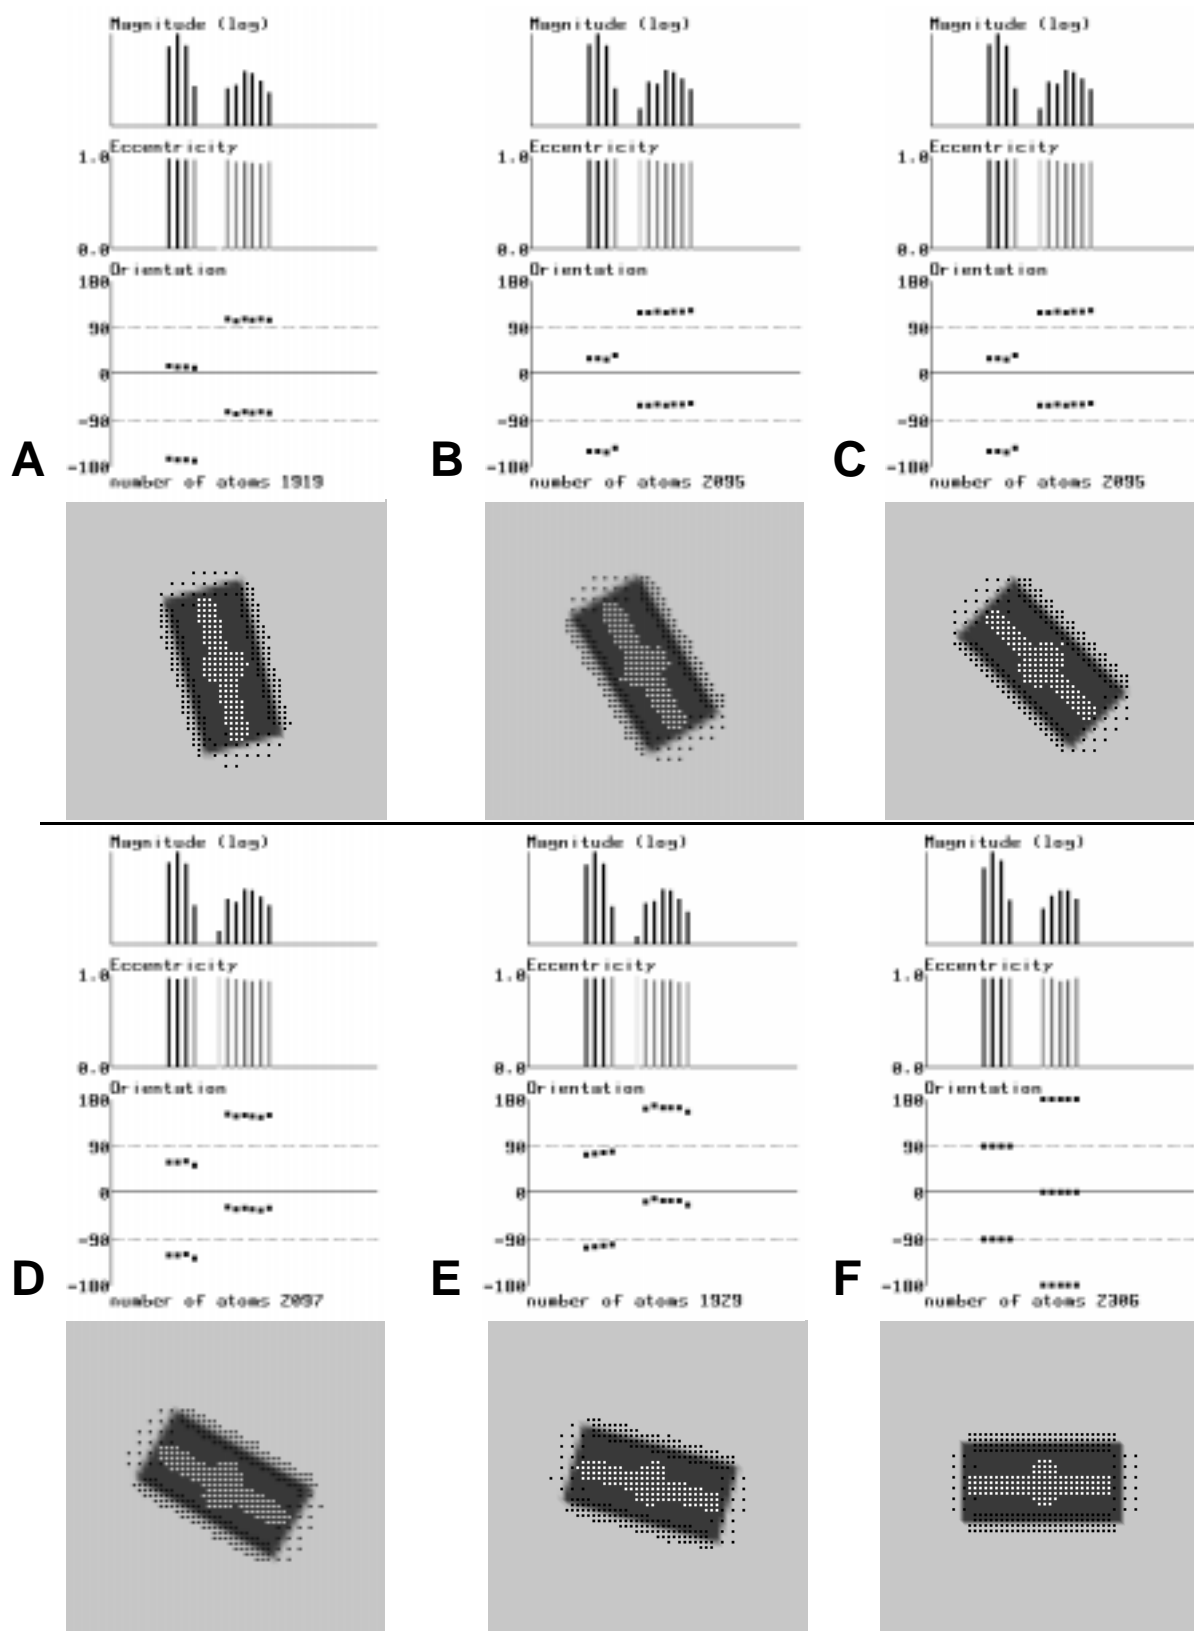 Magnitude (log)
Eccentricity
1.0
0.0
Orientation
180
90
0
-90
-180
number of atoms 1919
A
Magnitude (log)
Eccentricity
1.0
0.0
Orientation
180
90
0
-90
-180
number of atoms 2095
B
Magnitude (log)
Eccentricity
1.0
0.0
Orientation
180
90
0
-90
-180
number of atoms 2095
C
Magnitude (log)
Eccentricity
1.0
0.0
Orientation
180
90
0
-90
-180
number of atoms 2097
D
Magnitude (log)
Eccentricity
1.0
0.0
Orientation
180
90
0
-90
-180
number of atoms 1929
E
Magnitude (log)
Eccentricity
1.0
0.0
Orientation
180
90
0
-90
-180
number of atoms 2306
F